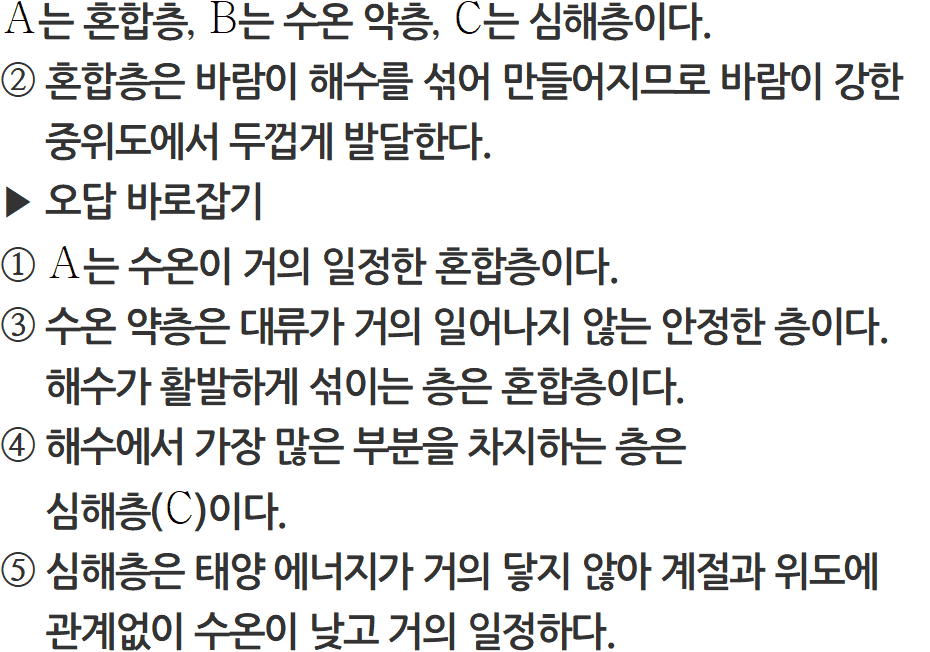 A는 혼합층, B는 수온 약층, C는 심해층이다.
② 혼합층은 바람이 해수를 섞어 만들어지므로 바람이 강한
중위도에서 두껍게 발달한다.
▶ 오답 바로잡기
① A는 수온이 거의 일정한 혼합층이다.
③ 수온 약층은 대류가 거의 일어나지 않는 안정한 층이다.
해수가 활발하게 섞이는 층은 혼합층이다.
④ 해수에서 가장 많은 부분을 차지하는 층은
심해층(C)이다.
⑤ 심해층은 태양 에너지가 거의 닿지 않아 계절과 위도에
관계없이 수온이 낮고 거의 일정하다.